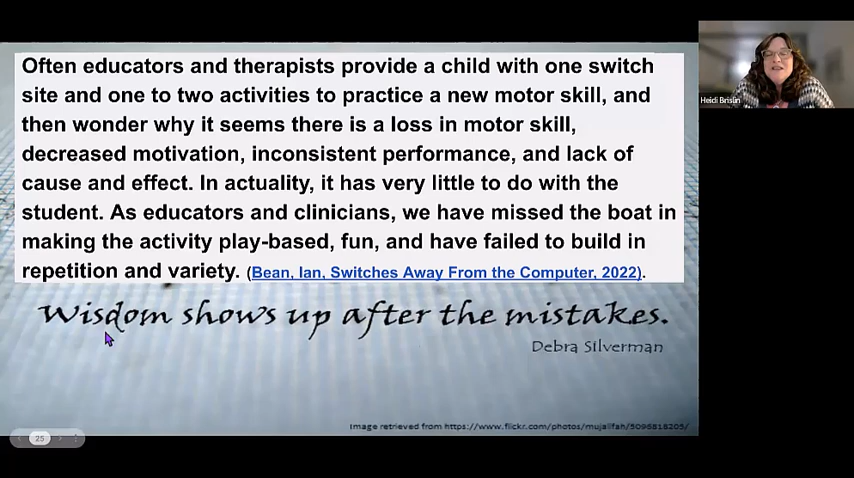 Often educators and therapists provide a child with one switch
site and one to two activities to practice a new motor skill, and
then wonder why it seems there is a loss in motor skill,
decreased motivation, inconsistent performance, and lack of
cause and effect. In actuality, it has very little to do with the
student. As educators and clinicians, we have missed the boat in
making the activity play-based, fun, and have failed to build in
repetition and variety. (Bean, Ian, Switches Away From the Computer, 2022).
Wisdom shows up after the mistakes.
Debra Silverman
Image retrieved from https://www.flickr.com/photos/mujalifah/5096818205/
25
Heidi Brislin